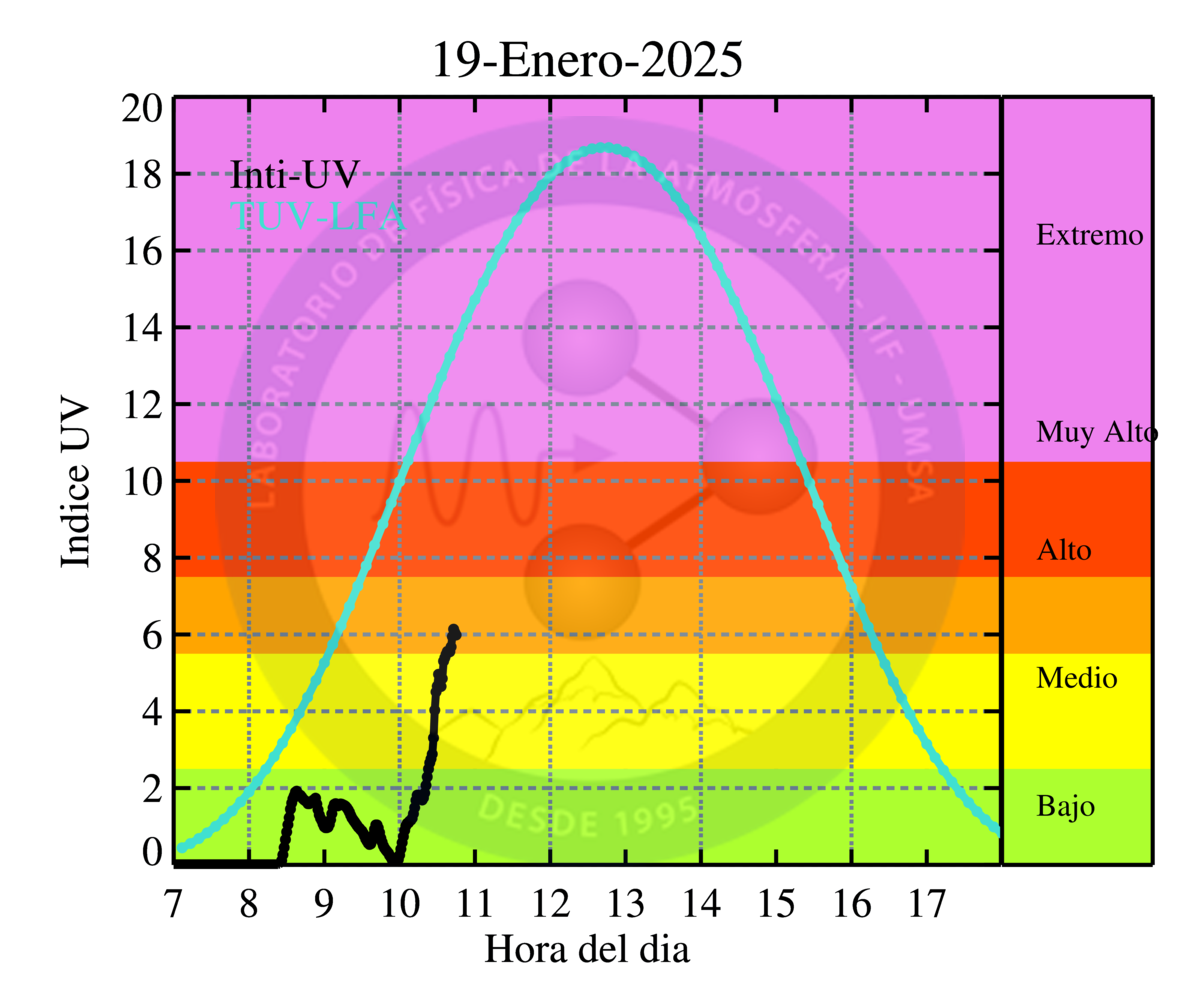 19-Enero-2025
Inti-UV
TUV-LFA
Indice UV
20
18
16
14
12
10
8
6
4
2
0
7 8 9 10 11 12 13 14 15 16 17
Hora del dia
Extremo
Muy Alto
Alto
Medio
Bajo
LABORATORIO DE FÍSICA DE LA ATMÓSFERA - IIF - UMSA
DESDE 1995